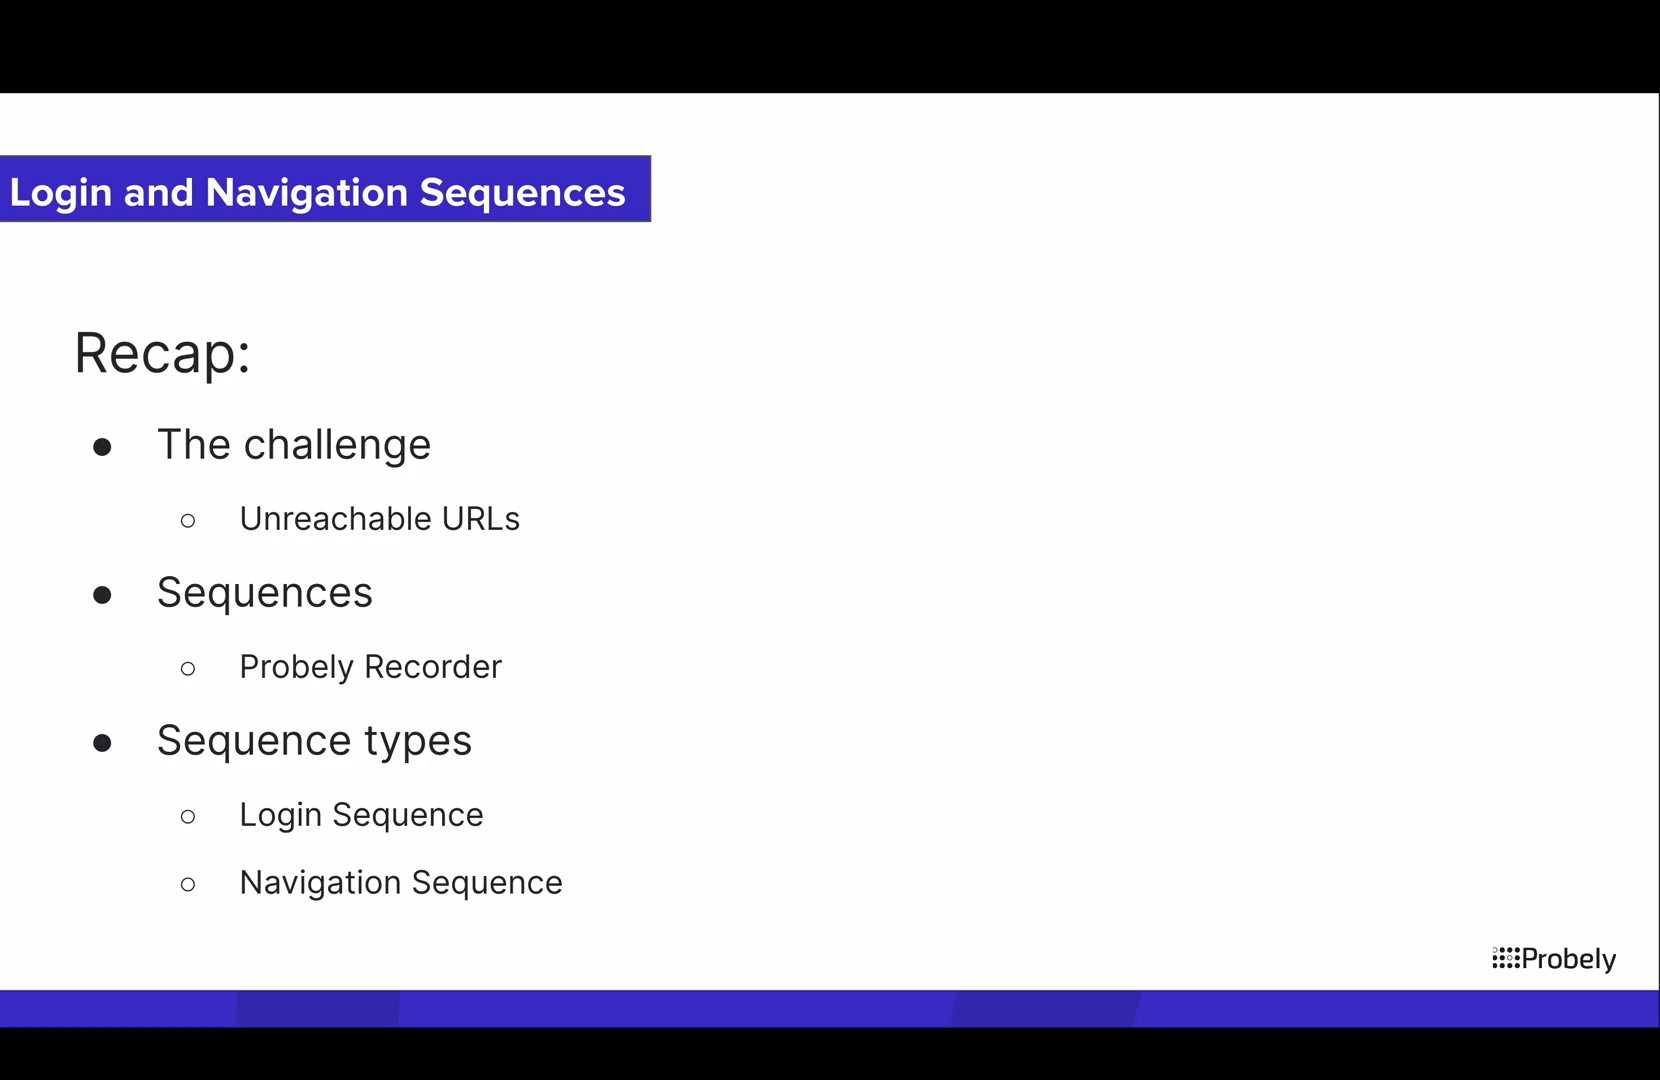 Login and Navigation Sequences
Recap:
● The challenge
○ Unreachable URLs
● Sequences
○ Probely Recorder
● Sequence types
○ Login Sequence
○ Navigation Sequence
Probely